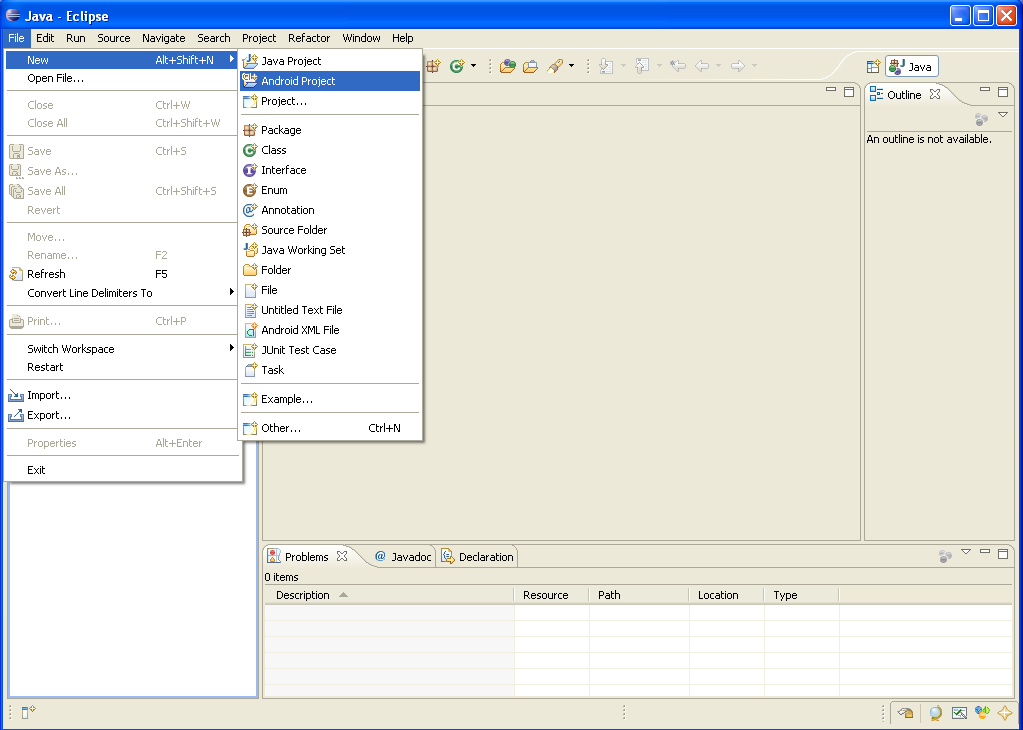 Java - Eclipse
File Edit Run Source Navigate Search Project Refactor Window Help
New Alt+Shift+N
Open File...
Close Ctrl+W
Close All Ctrl+Shift+W
Save Ctrl+S
Save As...
Save All Ctrl+Shift+S
Revert
Move...
Rename... F2
Refresh F5
Convert Line Delimiters To
Print... Ctrl+P
Switch Workspace
Restart
Import...
Export...
Properties Alt+Enter
Exit
Java Project
Android Project
Project...
Package
Class
Interface
Enum
Annotation
Source Folder
Java Working Set
Folder
File
Untitled Text File
Android XML File
JUnit Test Case
Task
Example...
Other... Ctrl+N
Java
Outline
An outline is not available.
Problems @ Javadoc Declaration
0 items
Description Resource Path Location Type